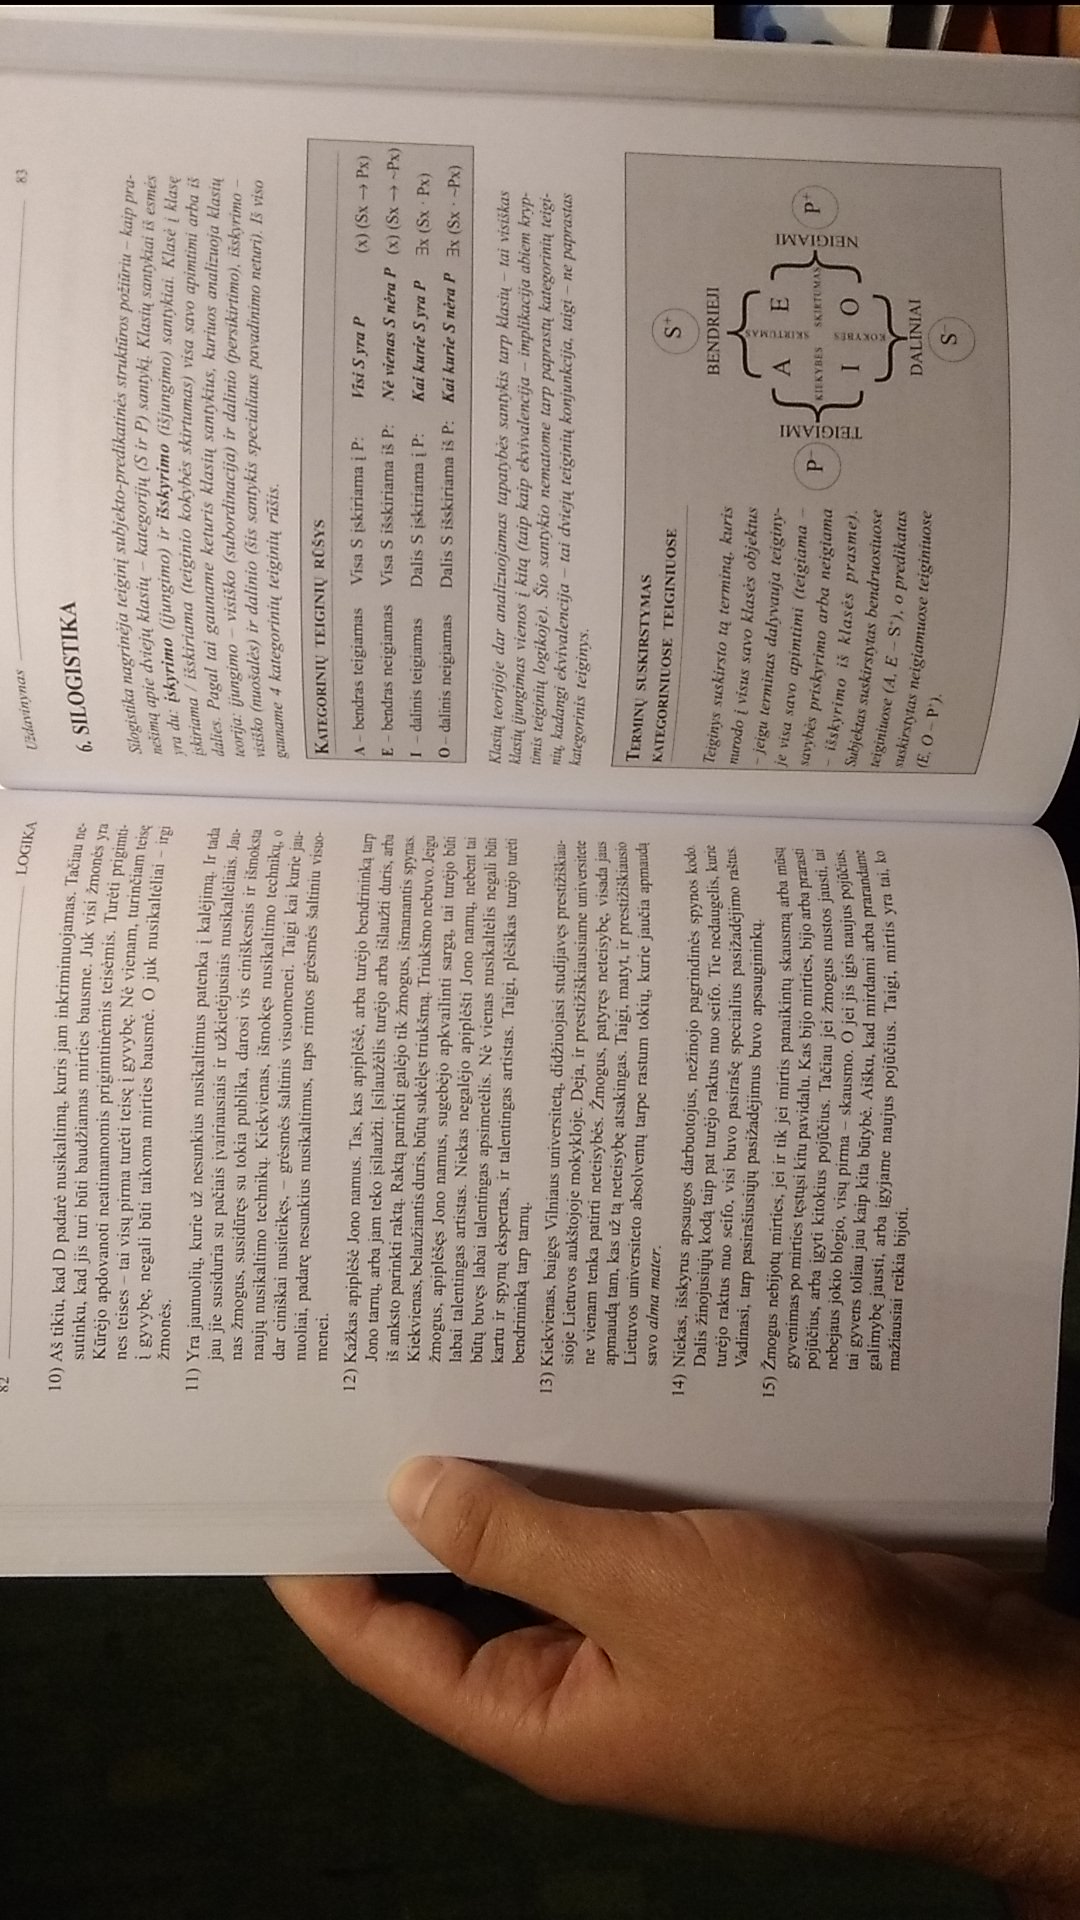 82
LOGIKA
10) Aš tikiu, kad D padarė nusikaltimą, kuris jam inkriminuojamas. Tačiau ne-
sutinku, kad jis turi būti baudžiamas mirties bausme. Juk visi žmonės yra
Kūrėjo apdovanoti neatimamomis prigimtinėmis teisėmis. Turėti prigimti-
nes teises – tai visų pirma turėti teisę į gyvybę. Nė vienam, turinčiam teisę
į gyvybę, negali būti taikoma mirties bausmė. O juk nusikaltėliai – irgi
žmonės.
11) Yra jaunuolių, kurie už nesunkius nusikaltimus patenka į kalėjimą. Ir tada
jau jie susiduria su pačiais įvairiausiais ir užkietėjusiais nusikaltėliais. Jau-
nas žmogus, susidūręs su tokia publika, darosi vis ciniškesnis ir išmoksta
naujų nusikaltimo technikų. Kiekvienas, išmokęs nusikaltimo technikų, o
dar ciniškai nusiteikęs, – grėsmės šaltinis visuomenei. Taigi kai kurie jau-
nuoliai, padarę nesunkius nusikaltimus, taps rimtos grėsmės šaltiniu visuo-
menei.
12) Kažkas apiplėšė Jono namus. Tas, kas apiplėšė, arba turėjo bendrininką tarp
Jono tarnų, arba jam teko įsilaužti. Įsilaužėlis turėjo arba išlaužti duris, arba
iš anksto parinkti raktą. Raktą parinkti galėjo tik žmogus, išmanantis spynas.
Kiekvienas, belaužiantis duris, būtų sukėlęs triukšmą. Triukšmo nebuvo. Jeigu
žmogus, apiplėšęs Jono namus, sugebėjo apkvailinti sargą, tai turėjo būti
labai talentingas artistas. Niekas negalėjo apiplėšti Jono namų, nebent tai
būtų buvęs labai talentingas apsimetėlis. Nė vienas nusikaltėlis negali būti
kartu ir spynų ekspertas, ir talentingas artistas. Taigi, plėšikas turėjo turėti
bendrininką tarp tarnų.
13) Kiekvienas, baigęs Vilniaus universitetą, didžiuojasi studijavęs prestižiškiau-
sioje Lietuvos aukštojoje mokykloje. Deja, ir prestižiškiausiame universitete
ne vienam tenka patirti neteisybės. Žmogus, patyręs neteisybę, visada jaus
apmaudą tam, kas už tą neteisybę atsakingas. Taigi, matyt, ir prestižiškiausio
Lietuvos universiteto absolventų tarpe rastum tokių, kurie jaučia apmaudą
savo alma mater.
14) Niekas, išskyrus apsaugos darbuotojus, nežinojo pagrindinės spynos kodo.
Dalis žinojusiųjų kodą taip pat turėjo raktus nuo seifo. Tie nedaugelis, kurie
turėjo raktus nuo seifo, visi buvo pasirašę specialius pasižadėjimo raštus.
Vadinasi, tarp pasirašiusiųjų pasižadėjimus buvo apsaugininkų.
15) Žmogus nebijotų mirties, jei ir tik jei mirtis panaikintų skausmą arba mūsų
gyvenimas po mirties tęstųsi kitu pavidalu. Kas bijo mirties, bijo arba prarasti
pojūčius, arba įgyti kitokius pojūčius. Tačiau jei žmogus nustos jausti, tai
nebejaus jokio blogio, visų pirma – skausmo. O jei jis įgis naujus pojūčius,
tai gyvens toliau jau kaip kita būtybė. Aišku, kad mirdami arba prarandame
galimybę jausti, arba įgyjame naujus pojūčius. Taigi, mirtis yra tai, ko
mažiausiai reikia bijoti.
Uždavinynas
83
6. SILOGISTIKA
Silogistika nagrinėja teiginį subjekto-predikatinės struktūros požiūriu – kaip pra-
nešimą apie dviejų klasių – kategorijų (S ir P) santykį. Klasių santykiai iš esmės
yra du: įskyrimo (įjungimo) ir išskyrimo (išjungimo) santykiai. Klasė į klasę
įskiriama / išskiriama (teiginio kokybės skirtumas) visa savo apimtimi arba iš
dalies. Pagal tai gauname keturis klasių santykius, kuriuos analizuoja klasių
teorija: įjungimo – visiško (subordinacija) ir dalinio (persikirtimo), išskyrimo –
visiško (nuošalės) ir dalinio (šis santykis specialiaus pavadinimo neturi). Iš viso
gauname 4 kategorinių teiginių rūšis.
KATEGORINIŲ TEIGINIŲ RŪŠYS
A – bendras teigiamas Visa S įskiriama į P: Visi S yra P (x) (Sx → Px)
E – bendras neigiamas Visa S išskiriama iš P: Nė vienas S nėra P (x) (Sx → ~Px)
I – dalinis teigiamas Dalis S įskiriama į P: Kai kurie S yra P ∃x (Sx · Px)
O – dalinis neigiamas Dalis S išskiriama iš P: Kai kurie S nėra P ∃x (Sx · ~Px)
Klasių teorijoje dar analizuojamas tapatybės santykis tarp klasių – tai visiškas
klasių įjungimas vienos į kitą (taip kaip ekvivalencija – implikacija abiem kryp-
timis teiginių logikoje). Šio santykio nematome tarp paprastų kategorinių teigi-
nių, kadangi ekvivalencija – tai dviejų teiginių konjunkcija, taigi – ne paprastas
kategorinis teiginys.
TERMINŲ SUSKIRSTYMAS
KATEGORINIUOSE TEIGINIUOSE
Teiginys suskirsto tą terminą, kuris
nurodo į visus savo klasės objektus
- jeigu terminas dalyvauja teiginy-
je visa savo apimtimi (teigiama –
savybės priskyrimo arba neigiama
– išskyrimo iš klasės prasme).
Subjektas suskirstytas bendruosiuose
teiginiuose (A, E – S⁺), o predikatas
suskirstytas neigiamuose teiginiuose
(E, O – P⁺).
S⁺
BENDRIEJI
P⁻
TEIGIAMI
A
SKIRTUMAS
E
KIEKYBĖS
SKIRTUMAS
I
KOKYBĖS
O
NEIGIAMI
P⁺
DALINIAI
S⁻